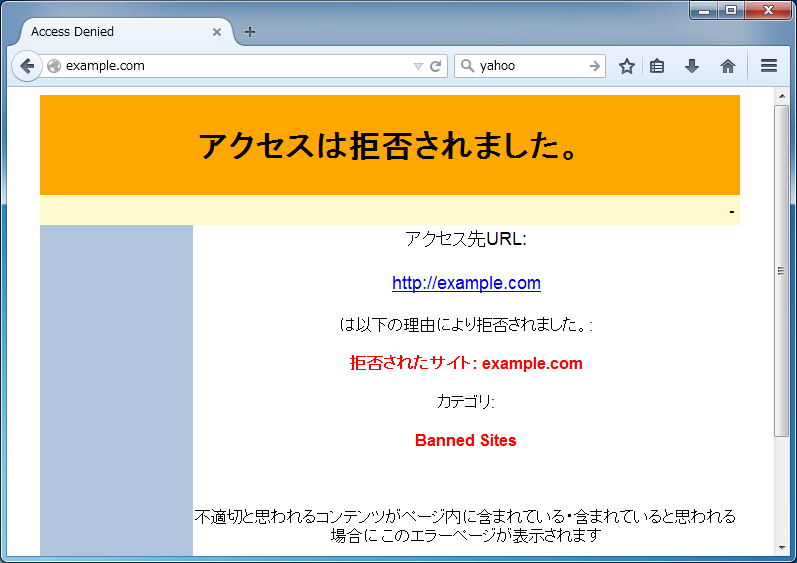 Access Denied
example.com
yahoo
アクセスは拒否されました。
-
アクセス先URL:
http://example.com
は以下の理由により拒否されました。:
拒否されたサイト: example.com
カテゴリ:
Banned Sites
不適切と思われるコンテンツがページ内に含まれている・含まれていると思われる
場合にこのエラーページが表示されます